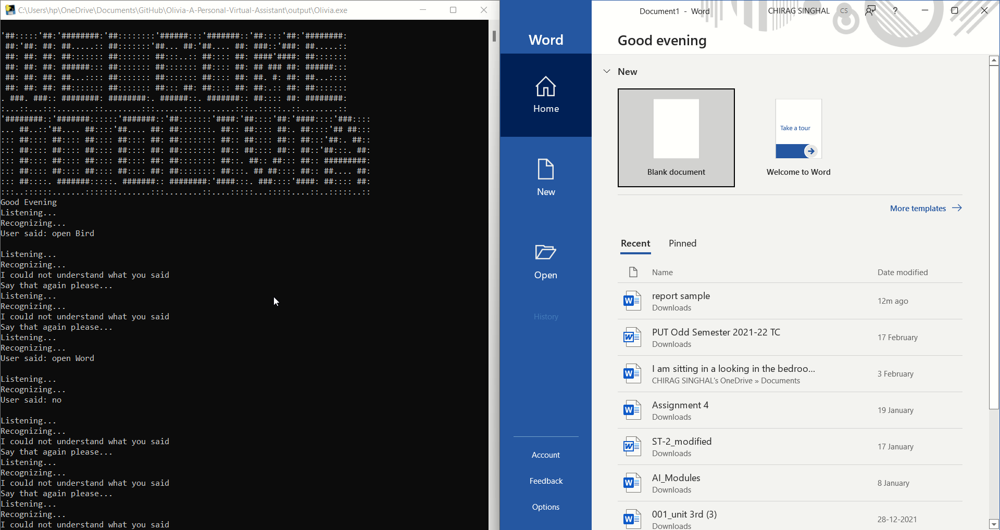 C:\Users\hp\OneDrive\Documents\GitHub\Olivia-A-Personal-Virtual-Assistant\output\Olivia.exe
WELCOME
TO OLIVIA
Good Evening
Listening...
Recognizing...
User said: open Bird
Listening...
Recognizing...
I could not understand what you said
Say that again please...
Listening...
Recognizing...
I could not understand what you said
Say that again please...
Listening...
Recognizing...
User said: open Word
Listening...
Recognizing...
User said: no
Listening...
Recognizing...
I could not understand what you said
Say that again please...
Listening...
Recognizing...
I could not understand what you said
Say that again please...
Listening...
Recognizing...
I could not understand what you said
Document1 - Word
CHIRAG SINGHAL CS ?
Word
Home
New
Open
History
Account
Feedback
Options
Good evening
New
Take a tour
Blank document
Welcome to Word
More templates
Recent Pinned
Name Date modified
report sample
Downloads
12m ago
PUT Odd Semester 2021-22 TC
Downloads
17 February
I am sitting in a looking in the bedroo...
CHIRAG SINGHAL's OneDrive » Documents
3 February
Assignment 4
Downloads
19 January
ST-2_modified
Downloads
17 January
AI_Modules
Downloads
8 January
001_unit 3rd (3)
Downloads
28-12-2021